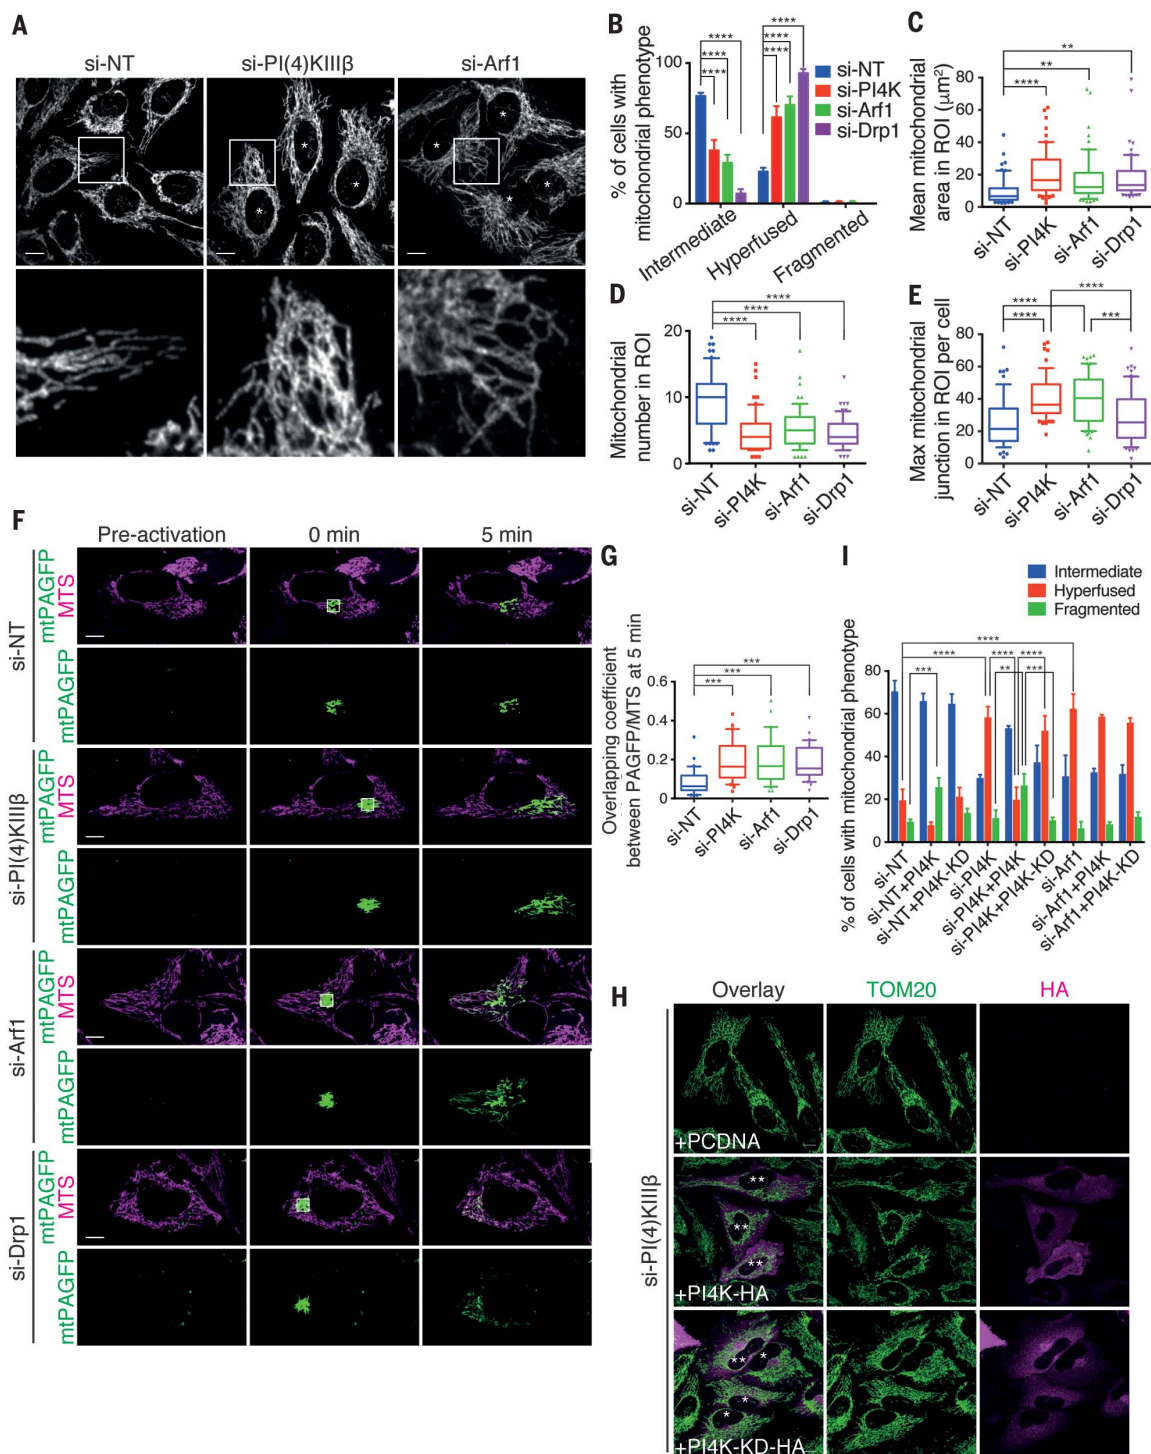 A
si-NT
si-PI(4)KIIIβ
si-Arf1
*
*
*
*
*
*
*
B
% of cells with
mitochondrial phenotype
100
50
0
****
****
****
****
****
****
si-NT
si-PI4K
si-Arf1
si-Drp1
Intermediate
Hyperfused
Fragmented
C
Mean mitochondrial
area in ROI (μm²)
80
60
40
20
0
**
**
****
si-NT
si-PI4K
si-Arf1
si-Drp1
D
Mitochondrial
number in ROI
20
10
0
****
****
****
si-NT
si-PI4K
si-Arf1
si-Drp1
E
Max mitochondrial
junction in ROI per cell
80
60
40
20
0
****
****
****
***
si-NT
si-PI4K
si-Arf1
si-Drp1
F
Pre-activation
0 min
5 min
si-NT
mtPAGFP
MTS
mtPAGFP
si-PI(4)KIIIβ
mtPAGFP
MTS
mtPAGFP
si-Arf1
mtPAGFP
MTS
mtPAGFP
si-Drp1
mtPAGFP
MTS
mtPAGFP
G
Overlapping coefficient
between PAGFP/MTS at 5 min
0.6
0.4
0.2
0
***
***
***
si-NT
si-PI4K
si-Arf1
si-Drp1
I
Intermediate
Hyperfused
Fragmented
% of cells with mitochondrial phenotype
80
60
40
20
0
****
****
****
****
***
**
***
si-NT
si-NT+PI4K
si-NT+PI4K-KD
si-PI4K
si-PI4K+PI4K
si-PI4K+PI4K-KD
si-Arf1
si-Arf1+PI4K
si-Arf1+PI4K-KD
H
Overlay
TOM20
HA
si-PI(4)KIIIβ
+PCDNA
**
**
**
+PI4K-HA
**
*
*
*
+PI4K-KD-HA